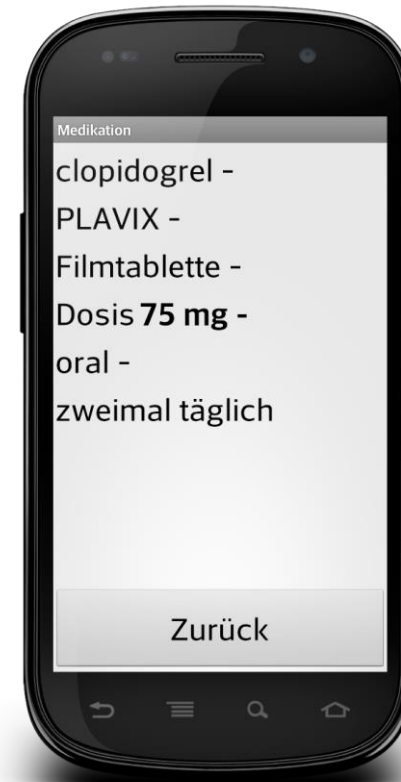 Medikation
clopidogrel -
PLAVIX -
Filmtablette -
Dosis 75 mg -
oral -
zweimal täglich
Zurück